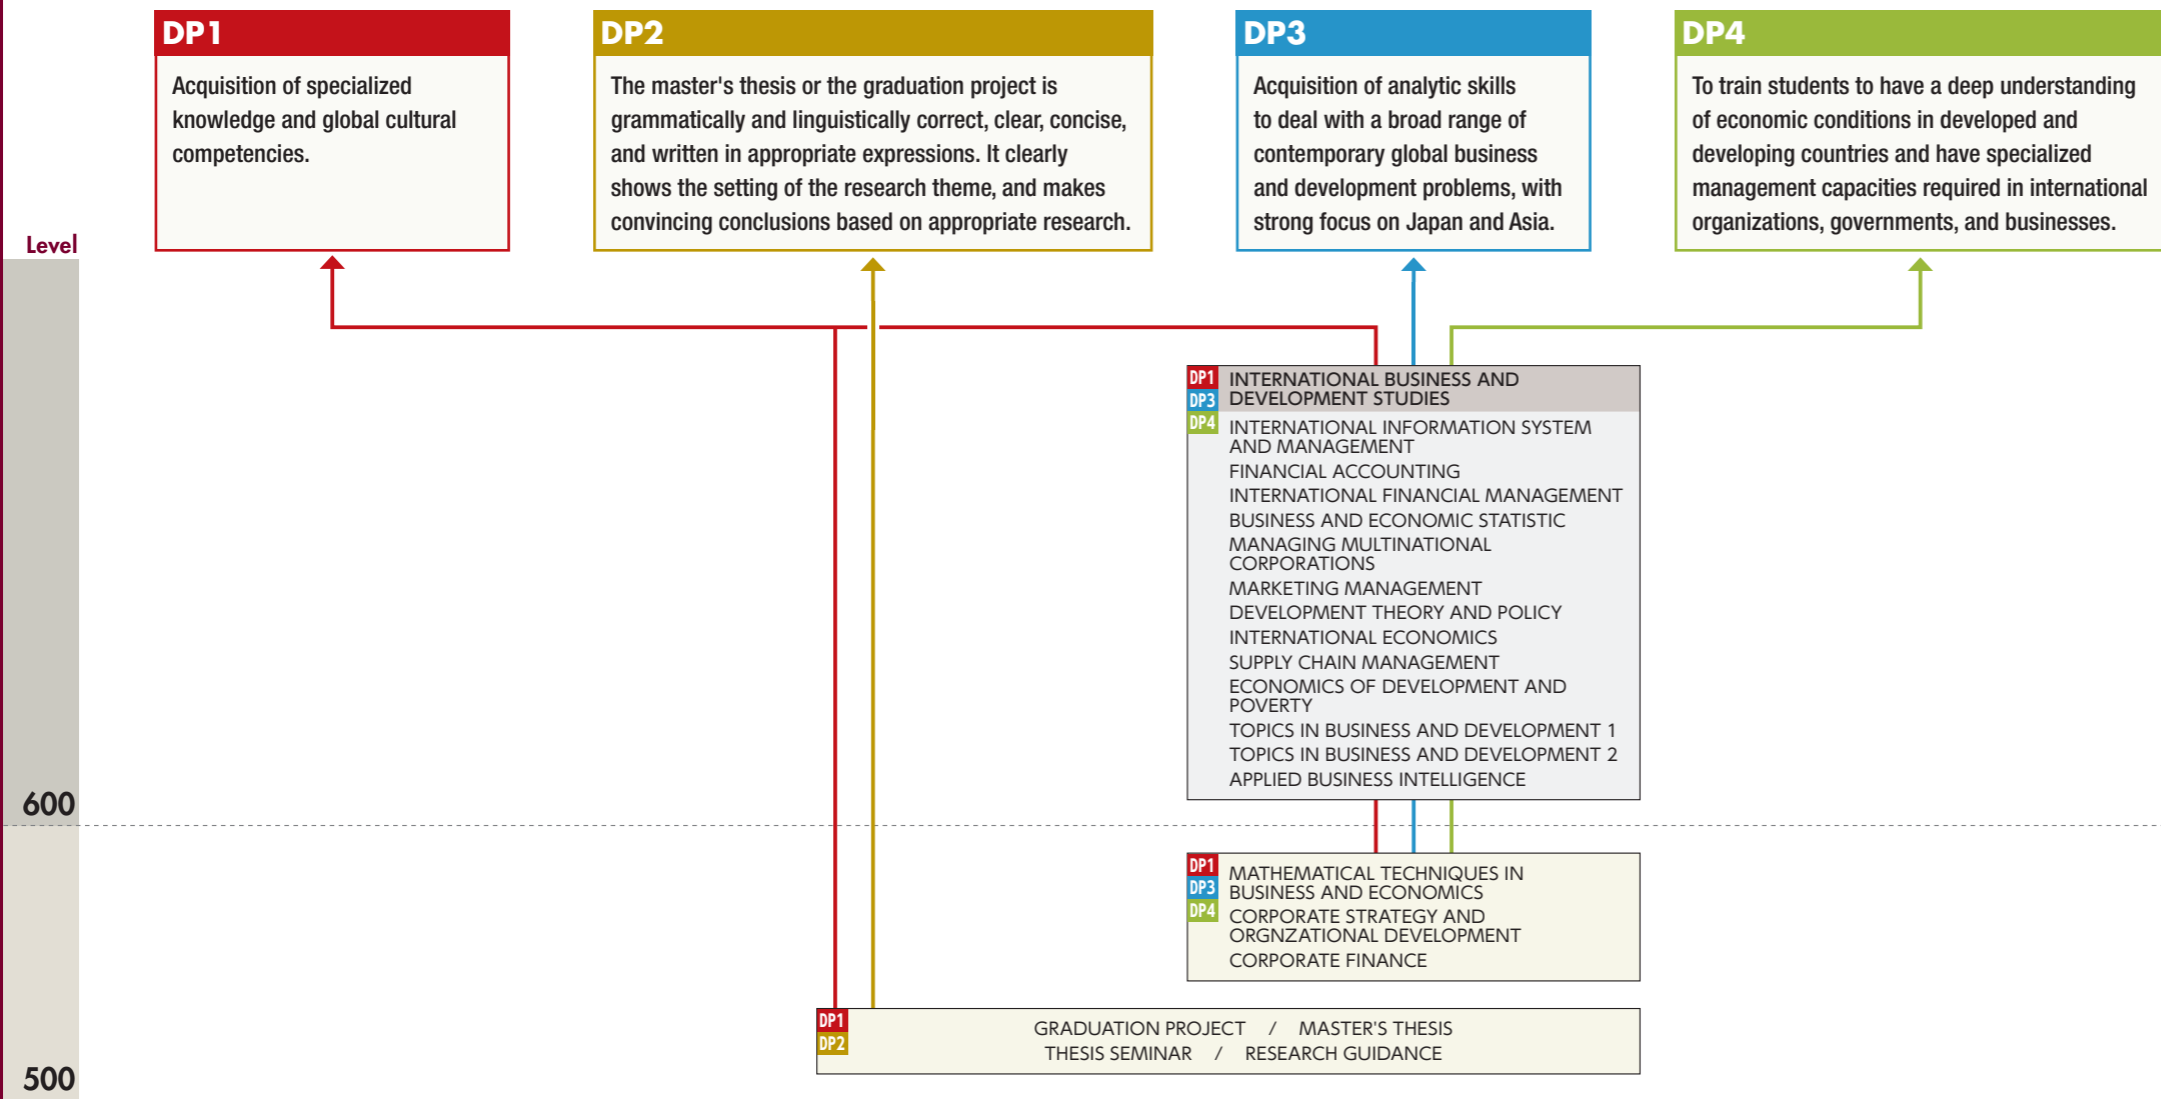 DP1
Acquisition of specialized
knowledge and global cultural
competencies.
DP2
The master's thesis or the graduation project is
grammatically and linguistically correct, clear, concise,
and written in appropriate expressions. It clearly
shows the setting of the research theme, and makes
convincing conclusions based on appropriate research.
DP3
Acquisition of analytic skills
to deal with a broad range of
contemporary global business
and development problems, with
strong focus on Japan and Asia.
DP4
To train students to have a deep understanding
of economic conditions in developed and
developing countries and have specialized
management capacities required in international
organizations, governments, and businesses.
Level
600
DP1
DP3
DP4
INTERNATIONAL BUSINESS AND
DEVELOPMENT STUDIES
INTERNATIONAL INFORMATION SYSTEM
AND MANAGEMENT
FINANCIAL ACCOUNTING
INTERNATIONAL FINANCIAL MANAGEMENT
BUSINESS AND ECONOMIC STATISTIC
MANAGING MULTINATIONAL
CORPORATIONS
MARKETING MANAGEMENT
DEVELOPMENT THEORY AND POLICY
INTERNATIONAL ECONOMICS
SUPPLY CHAIN MANAGEMENT
ECONOMICS OF DEVELOPMENT AND
POVERTY
TOPICS IN BUSINESS AND DEVELOPMENT 1
TOPICS IN BUSINESS AND DEVELOPMENT 2
APPLIED BUSINESS INTELLIGENCE
DP1
DP3
DP4
MATHEMATICAL TECHNIQUES IN
BUSINESS AND ECONOMICS
CORPORATE STRATEGY AND
ORGNZATIONAL DEVELOPMENT
CORPORATE FINANCE
DP1
DP2
GRADUATION PROJECT / MASTER'S THESIS
THESIS SEMINAR / RESEARCH GUIDANCE
500